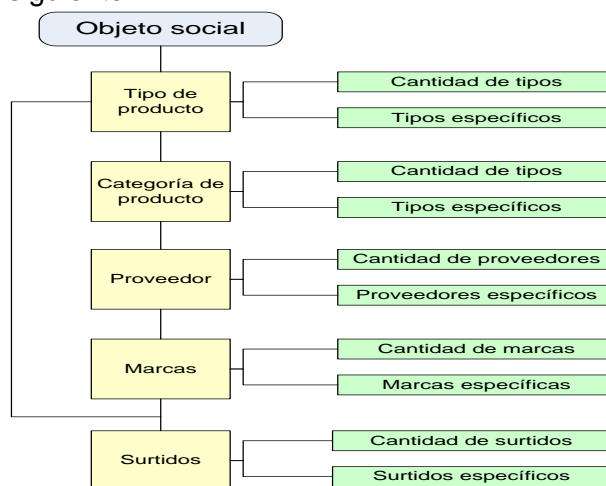 Objeto social
Tipo de
producto
Cantidad de tipos
Tipos específicos
Categoría de
producto
Cantidad de tipos
Tipos específicos
Proveedor
Cantidad de proveedores
Proveedores específicos
Marcas
Cantidad de marcas
Marcas específicas
Surtidos
Cantidad de surtidos
Surtidos específicos